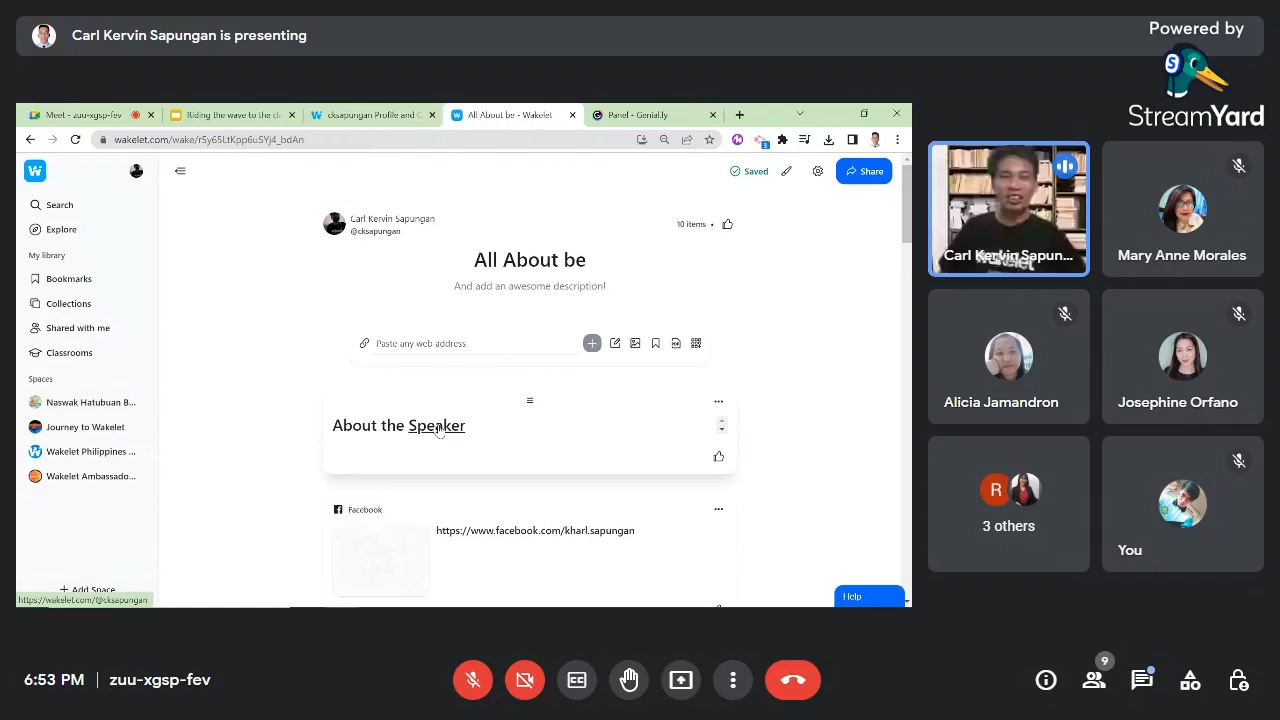 Carl Kervin Sapungan is presenting
Powered by
StreamYard
Meet - zuu-xgsp-fev
Riding the wave to the cl
cksapungan Profile and C
All About be - Wakelet
Panel - Genial.ly
wakelet.com/wake/r5y65LtKpp6uSYj4_bdAn
3
Search
Explore
My library
Bookmarks
Collections
Shared with me
Classrooms
Spaces
Naswak Hatubuan B...
Journey to Wakelet
Wakelet Philippines ...
Wakelet Ambassado...
Add Space
https://wakelet.com/@cksapungan
Saved
Share
Carl Kervin Sapungan
@cksapungan
10 items
All About be
And add an awesome description!
Paste any web address
About the Speaker
Facebook
https://www.facebook.com/kharl.sapungan
Help
Carl Kervin Sapun...
Mary Anne Morales
Alicia Jamandron
Josephine Orfano
R
3 others
You
6:53 PM | zuu-xgsp-fev
9